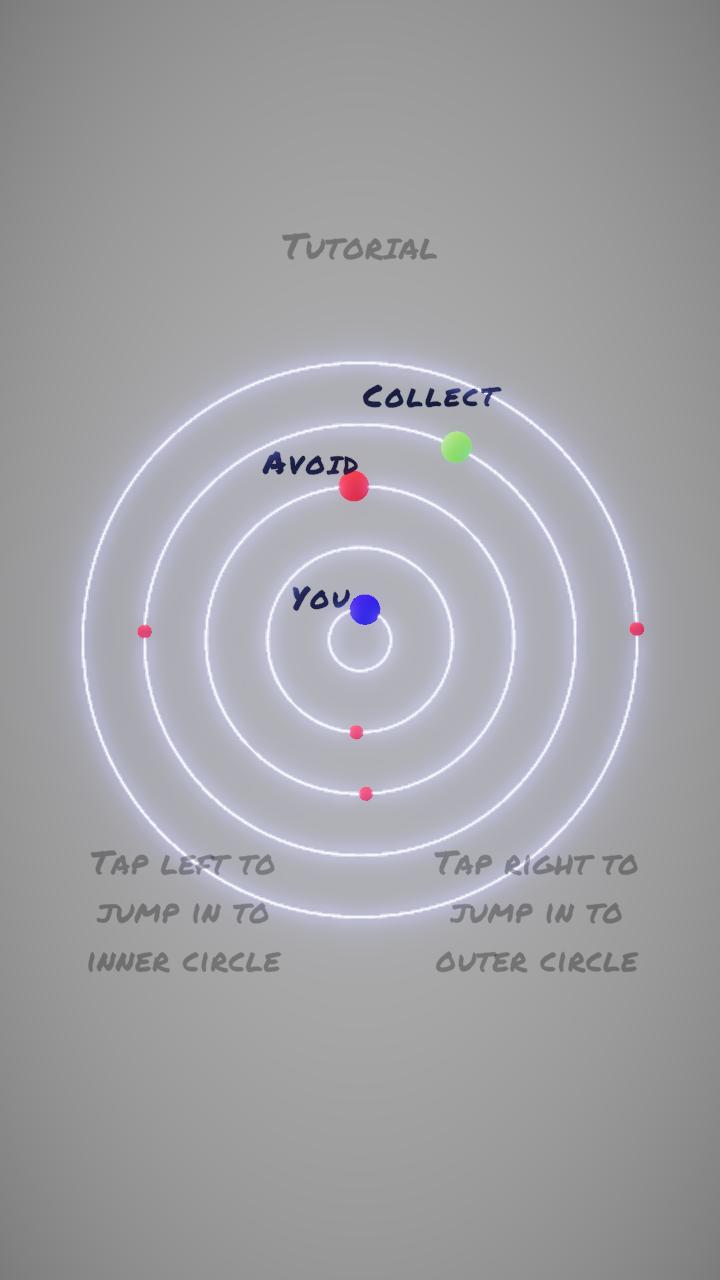 Tutorial
Collect
Avoid
You
Tap left to
jump in to
inner circle
Tap right to
jump in to
outer circle